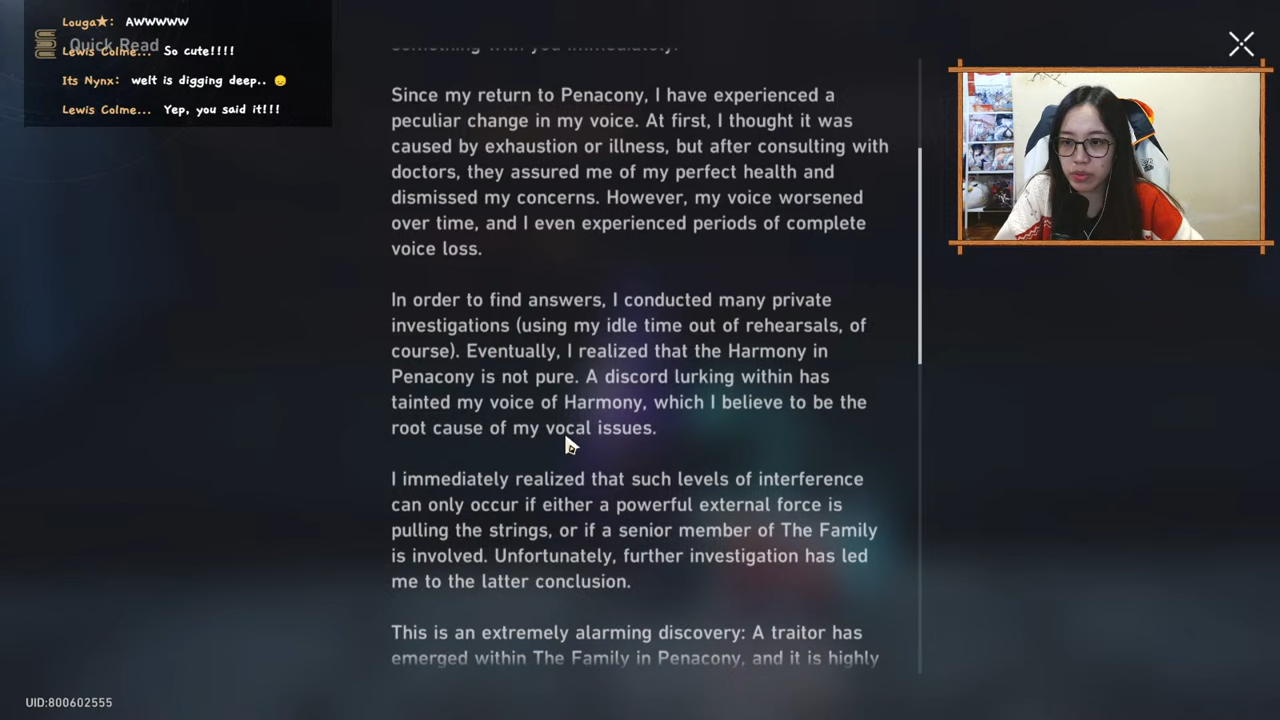 Louga★: AWWWWW
Quick Read
Lewis Colme... So cute!!!!
Its Nynx: welt is digging deep.. 😞
Lewis Colme... Yep, you said it!!!
something with you immediately.
Since my return to Penacony, I have experienced a
peculiar change in my voice. At first, I thought it was
caused by exhaustion or illness, but after consulting with
doctors, they assured me of my perfect health and
dismissed my concerns. However, my voice worsened
over time, and I even experienced periods of complete
voice loss.
In order to find answers, I conducted many private
investigations (using my idle time out of rehearsals, of
course). Eventually, I realized that the Harmony in
Penacony is not pure. A discord lurking within has
tainted my voice of Harmony, which I believe to be the
root cause of my vocal issues.
I immediately realized that such levels of interference
can only occur if either a powerful external force is
pulling the strings, or if a senior member of The Family
is involved. Unfortunately, further investigation has led
me to the latter conclusion.
This is an extremely alarming discovery: A traitor has
emerged within The Family in Penacony, and it is highly
UID:800602555